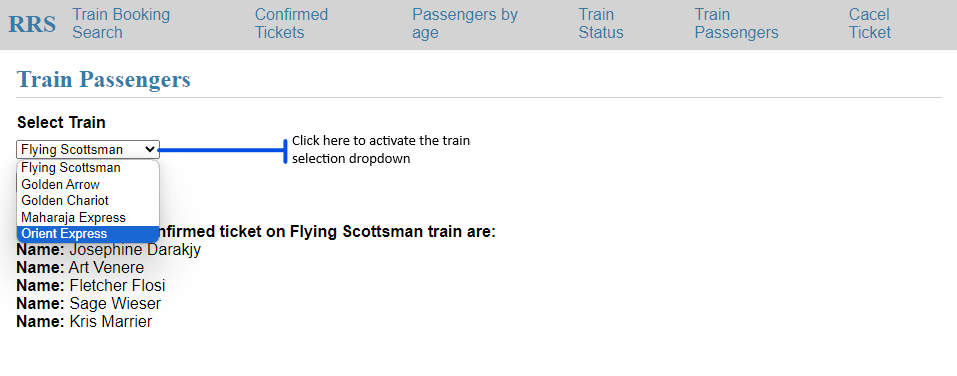 RRS
Train Booking Search
Confirmed Tickets
Passengers by age
Train Status
Train Passengers
Cacel Ticket
Train Passengers
Select Train
Flying Scottsman
Click here to activate the train
selection dropdown
Flying Scottsman
Golden Arrow
Golden Chariot
Maharaja Express
Orient Express
nfirmed ticket on Flying Scottsman train are:
Name: Josephine Darakjy
Name: Art Venere
Name: Fletcher Flosi
Name: Sage Wieser
Name: Kris Marrier